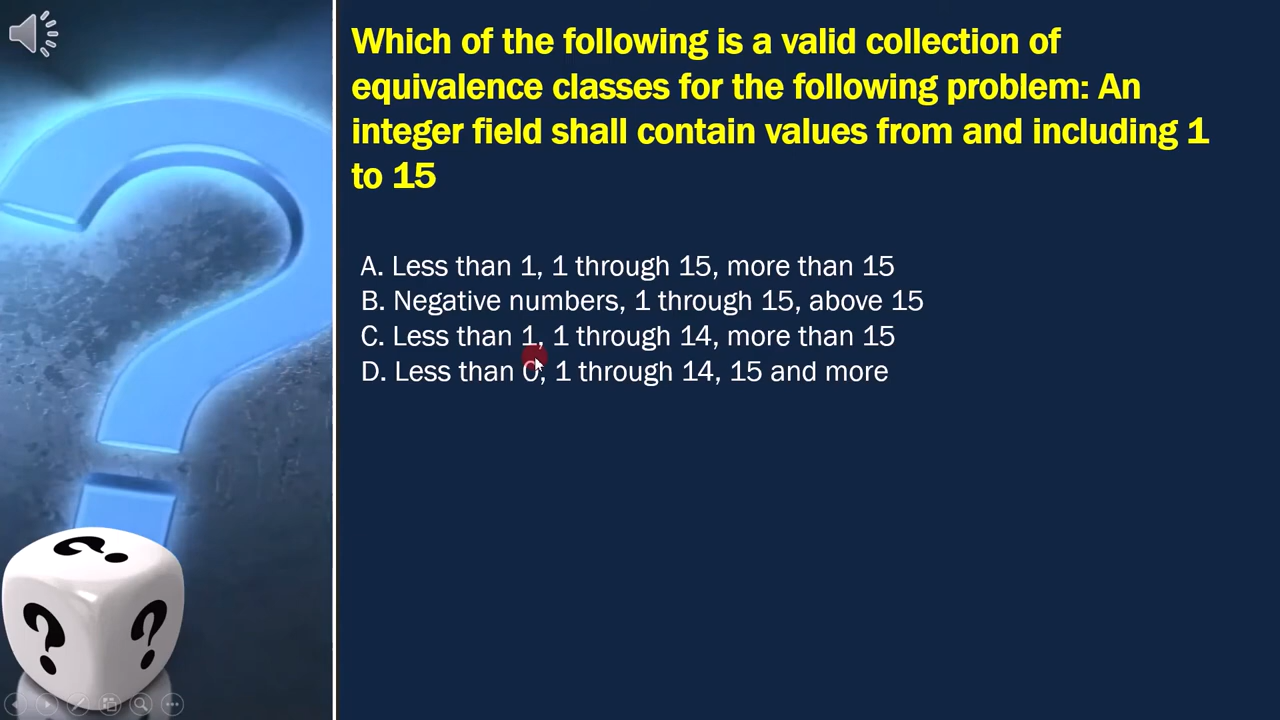 Which of the following is a valid collection of
equivalence classes for the following problem: An
integer field shall contain values from and including 1
to 15
A. Less than 1, 1 through 15, more than 15
B. Negative numbers, 1 through 15, above 15
C. Less than 1, 1 through 14, more than 15
D. Less than 0, 1 through 14, 15 and more